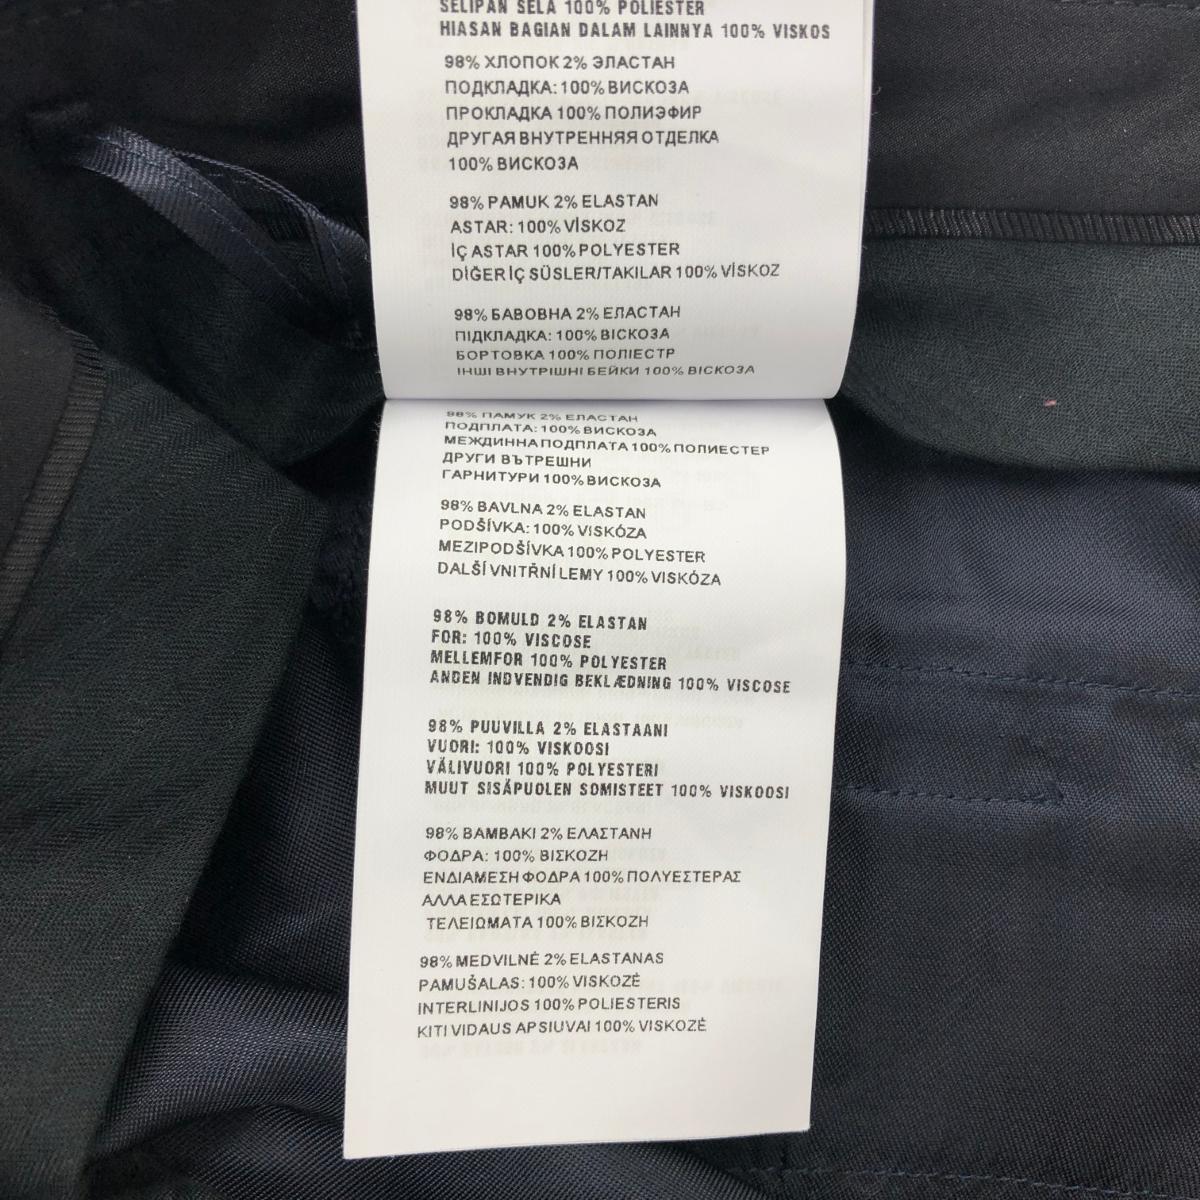 SELIPAN SELA 100% POLIESTER
HIASAN BAGIAN DALAM LAINNYA 100% VISKOS
98% ХЛОПОК 2% ЭЛАСТАН
ПОДКЛАДКА: 100% ВИСКОЗА
ПРОКЛАДКА 100% ПОЛИЭФИР
ДРУГАЯ ВНУТРЕННЯЯ ОТДЕЛКА
100% ВИСКОЗА
98% PAMUK 2% ELASTAN
ASTAR: 100% VİSKOZ
İÇ ASTAR 100% POLYESTER
DİĞER İÇ SÜSLER/TAKILAR 100% VİSKOZ
98% БАВОВНА 2% ЕЛАСТАН
ПІДКЛАДКА: 100% ВІСКОЗА
БОРТОВКА 100% ПОЛІЕСТР
ІНШІ ВНУТРІШНІ БЕЙКИ 100% ВІСКОЗА
98% ПАМУК 2% ЕЛАСТАН
ПОДПЛАТА: 100% ВИСКОЗА
МЕЖДИННА ПОДПЛАТА 100% ПОЛИЕСТЕР
ДРУГИ ВЪТРЕШНИ
ГАРНИТУРИ 100% ВИСКОЗА
98% BAVLNA 2% ELASTAN
PODŠÍVKA: 100% VISKÓZA
MEZIPODŠÍVKA 100% POLYESTER
DALŠÍ VNITŘNÍ LEMY 100% VISKÓZA
98% BOMULD 2% ELASTAN
FOR: 100% VISCOSE
MELLEMFOR 100% POLYESTER
ANDEN INDVENDIG BEKLÆDNING 100% VISCOSE
98% PUUVILLA 2% ELASTAANI
VUORI: 100% VISKOOSI
VÄLIVUORI 100% POLYESTERI
MUUT SISÄPUOLEN SOMISTEET 100% VISKOOSI
98% ΒΑΜΒΑΚΙ 2% ΕΛΑΣΤΑΝΗ
ΦΟΔΡΑ: 100% ΒΙΣΚΟΖΗ
ΕΝΔΙΑΜΕΣΗ ΦΟΔΡΑ 100% ΠΟΛΥΕΣΤΕΡΑΣ
ΑΛΛΑ ΕΣΩΤΕΡΙΚΑ
ΤΕΛΕΙΩΜΑΤΑ 100% ΒΙΣΚΟΖΗ
98% MEDVILNĖ 2% ELASTANAS
PAMUŠALAS: 100% VISKOZĖ
INTERLINIJOS 100% POLIESTERIS
KITI VIDAUS APSIUVAI 100% VISKOZĖ